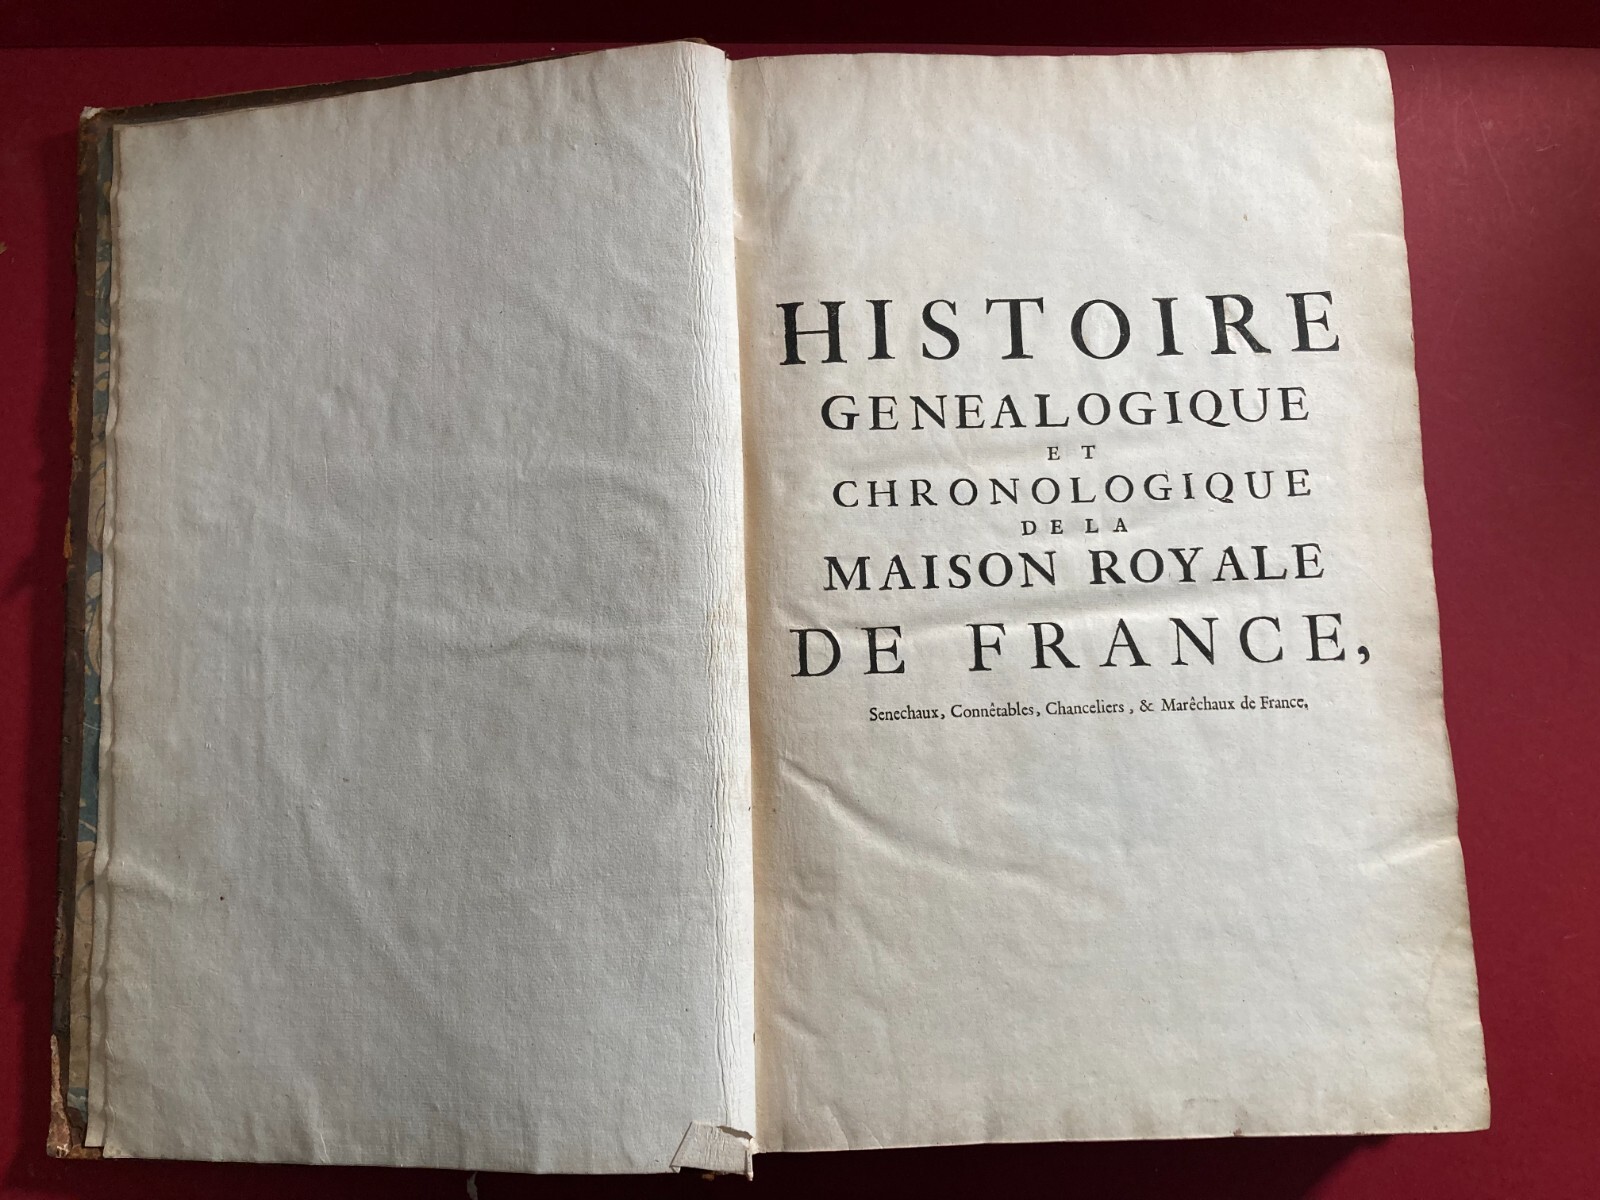 HISTOIRE
GENEALOGIQUE
ET
CHRONOLOGIQUE
DE LA
MAISON ROYALE
DE FRANCE,
Senechaux, Connêtables, Chanceliers, & Marêchaux de France,